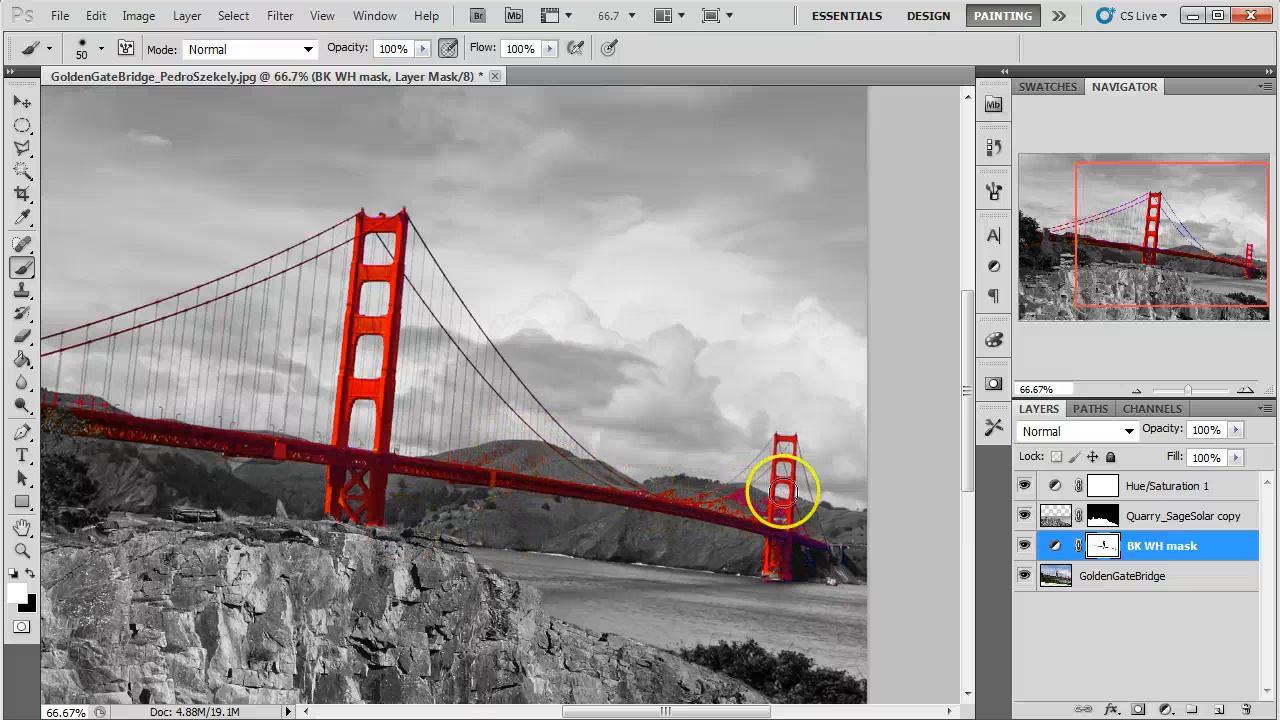 Ps File Edit Image Layer Select Filter View Window Help Br Mb 66.7 ESSENTIALS DESIGN PAINTING CS Live
50 Mode: Normal Opacity: 100% Flow: 100%
GoldenGateBridge_PedroSzekely.jpg @ 66.7% (BK WH mask, Layer Mask/8) *
SWATCHES NAVIGATOR
Mb
66.67%
LAYERS PATHS CHANNELS
Normal Opacity: 100%
Lock: Fill: 100%
Hue/Saturation 1
Quarry_SageSolar copy
BK WH mask
GoldenGateBridge
66.67% Doc: 4.88M/19.1M